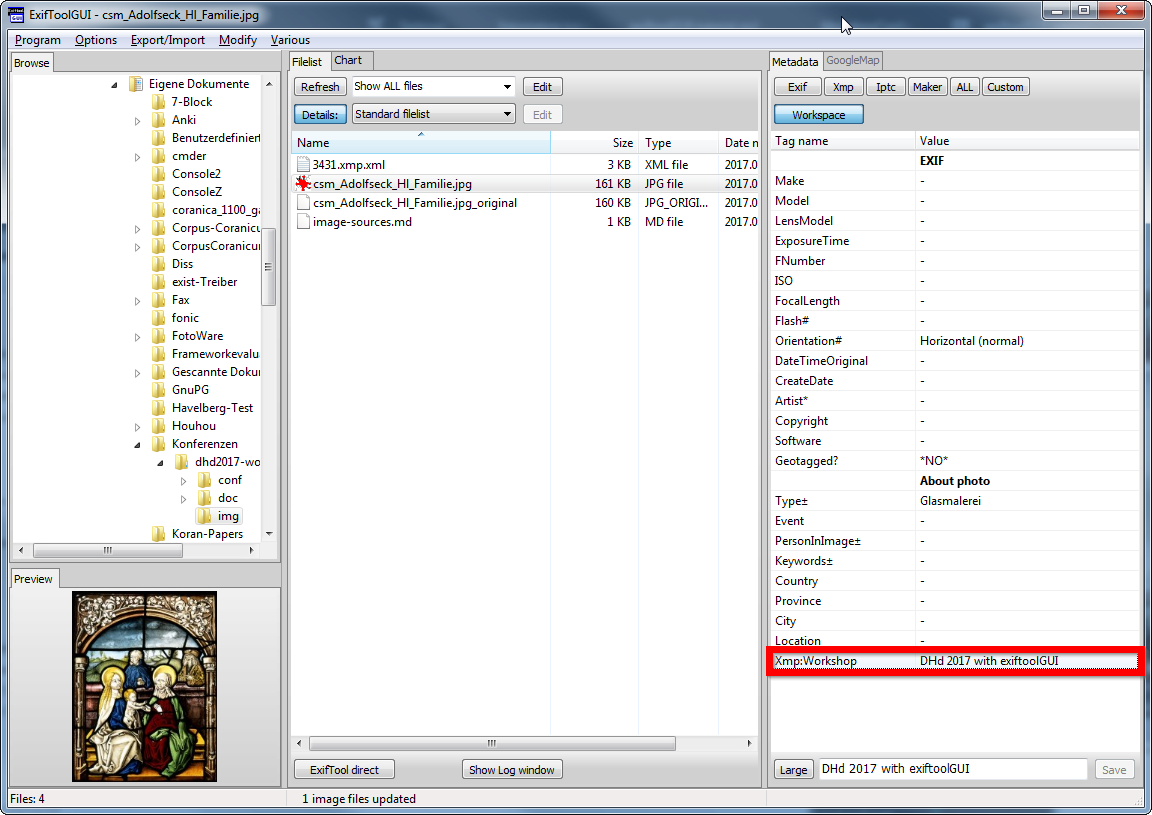 ExifToolGUI - csm_Adolfseck_Hl_Familie.jpg
Program Options Export/Import Modify Various
Browse
Eigene Dokumente
7-Block
Anki
Benutzerdefiniert
cmder
Console2
ConsoleZ
coranica_1100_ga
Corpus-Coranicu
CorpusCoranicur
Diss
exist-Treiber
Fax
fonic
FotoWare
Frameworkevalua
Gescannte Dokur
GnuPG
Havelberg-Test
Houhou
Konferenzen
dhd2017-wo
conf
doc
img
Koran-Papers
Preview
Filelist Chart
Refresh Show ALL files Edit
Details: Standard filelist Edit
Name Size Type Date n
3431.xmp.xml 3 KB XML file 2017.0
csm_Adolfseck_Hl_Familie.jpg 161 KB JPG file 2017.0
csm_Adolfseck_Hl_Familie.jpg_original 160 KB JPG_ORIGI... 2017.0
image-sources.md 1 KB MD file 2017.0
ExifTool direct Show Log window
Metadata GoogleMap
Exif Xmp Iptc Maker ALL Custom
Workspace
Tag name Value
EXIF
Make -
Model -
LensModel -
ExposureTime -
FNumber -
ISO -
FocalLength -
Flash# -
Orientation# Horizontal (normal)
DateTimeOriginal -
CreateDate -
Artist* -
Copyright -
Software -
Geotagged? *NO*
About photo
Type± Glasmalerei
Event -
PersonInImage± -
Keywords± -
Country -
Province -
City -
Location -
Xmp:Workshop DHd 2017 with exiftoolGUI
Large DHd 2017 with exiftoolGUI Save
Files: 4 1 image files updated